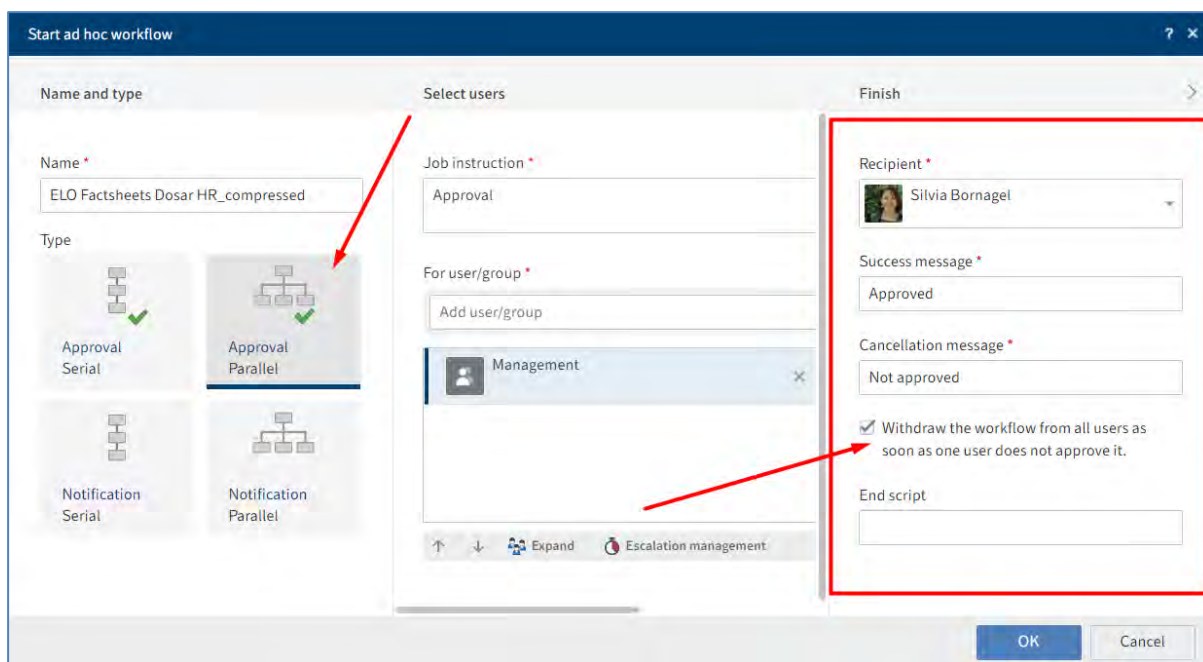 Start ad hoc workflow
? ×
Name and type
Name *
ELO Factsheets Dosar HR_compressed
Type
Approval
Serial
Approval
Parallel
Notification
Serial
Notification
Parallel
Select users
Job instruction *
Approval
For user/group *
Add user/group
Management
Expand
Escalation management
Finish
Recipient *
Silvia Bornagel
Success message *
Approved
Cancellation message *
Not approved
Withdraw the workflow from all users as
soon as one user does not approve it.
End script
OK
Cancel